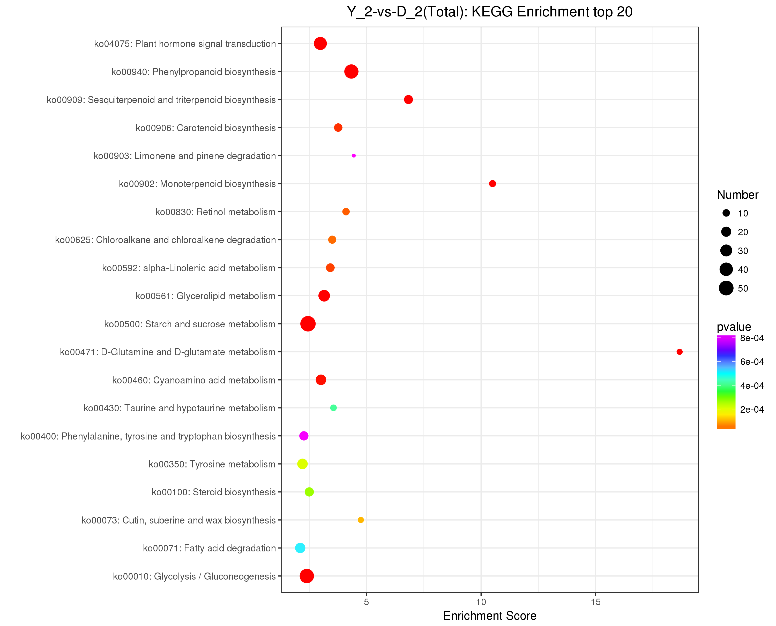 Y_2-vs-D_2(Total): KEGG Enrichment top 20
ko04075: Plant hormone signal transduction
ko00940: Phenylpropanoid biosynthesis
ko00909: Sesquiterpenoid and triterpenoid biosynthesis
ko00906: Carotenoid biosynthesis
ko00903: Limonene and pinene degradation
ko00902: Monoterpenoid biosynthesis
ko00830: Retinol metabolism
ko00625: Chloroalkane and chloroalkene degradation
ko00592: alpha-Linolenic acid metabolism
ko00561: Glycerolipid metabolism
ko00500: Starch and sucrose metabolism
ko00471: D-Glutamine and D-glutamate metabolism
ko00460: Cyanoamino acid metabolism
ko00430: Taurine and hypotaurine metabolism
ko00400: Phenylalanine, tyrosine and tryptophan biosynthesis
ko00350: Tyrosine metabolism
ko00100: Steroid biosynthesis
ko00073: Cutin, suberine and wax biosynthesis
ko00071: Fatty acid degradation
ko00010: Glycolysis / Gluconeogenesis
5
10
15
Enrichment Score
Number
10
20
30
40
50
pvalue
8e-04
6e-04
4e-04
2e-04